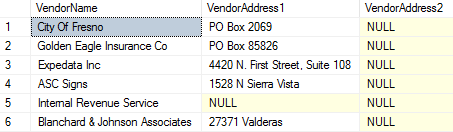 VendorName VendorAddress1 VendorAddress2
1 City Of Fresno PO Box 2069 NULL
2 Golden Eagle Insurance Co PO Box 85826 NULL
3 Expedata Inc 4420 N. First Street, Suite 108 NULL
4 ASC Signs 1528 N Sierra Vista NULL
5 Internal Revenue Service NULL NULL
6 Blanchard & Johnson Associates 27371 Valderas NULL